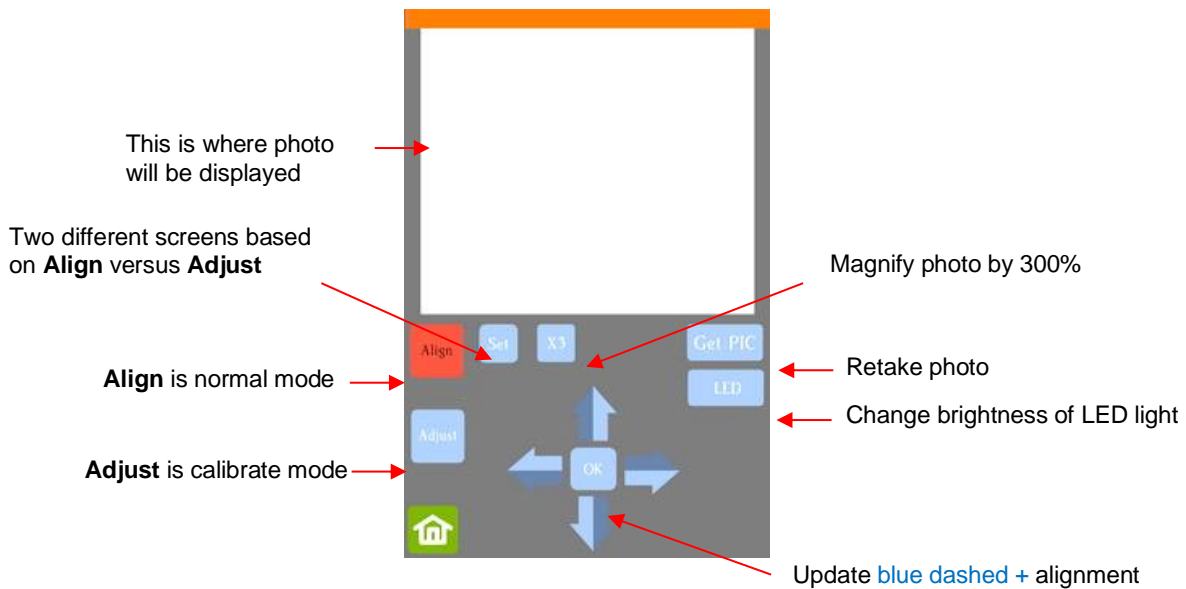 This is where photo
will be displayed
Two different screens based
on Align versus Adjust
Magnify photo by 300%
Align
Set
X3
Get PIC
Align is normal mode
Retake photo
LED
Change brightness of LED light
Adjust
Adjust is calibrate mode
OK
Update blue dashed + alignment